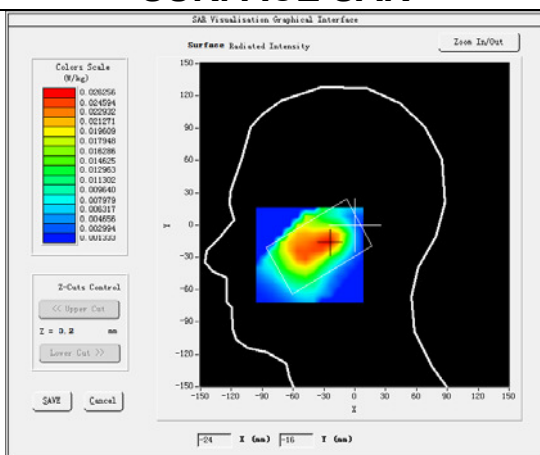 SAR Visualisation Graphical Interface
Surface Radiated Intensity
Zoom In/Out
Colors Scale
(W/kg)
0.026256
0.024594
0.022932
0.021271
0.019609
0.017948
0.016286
0.014625
0.012963
0.011302
0.009640
0.007979
0.006317
0.004656
0.002994
0.001333
150
120
90
60
30
0
-30
-60
-90
-120
-150
Y
-150 -120 -90 -60 -30 0 30 60 90 120 150
X
Z-Cuts Control
<< Upper Cut
Z = 3.2 mm
Lower Cut >>
SAVE Cancel
-24 X (mm) -16 Y (mm)